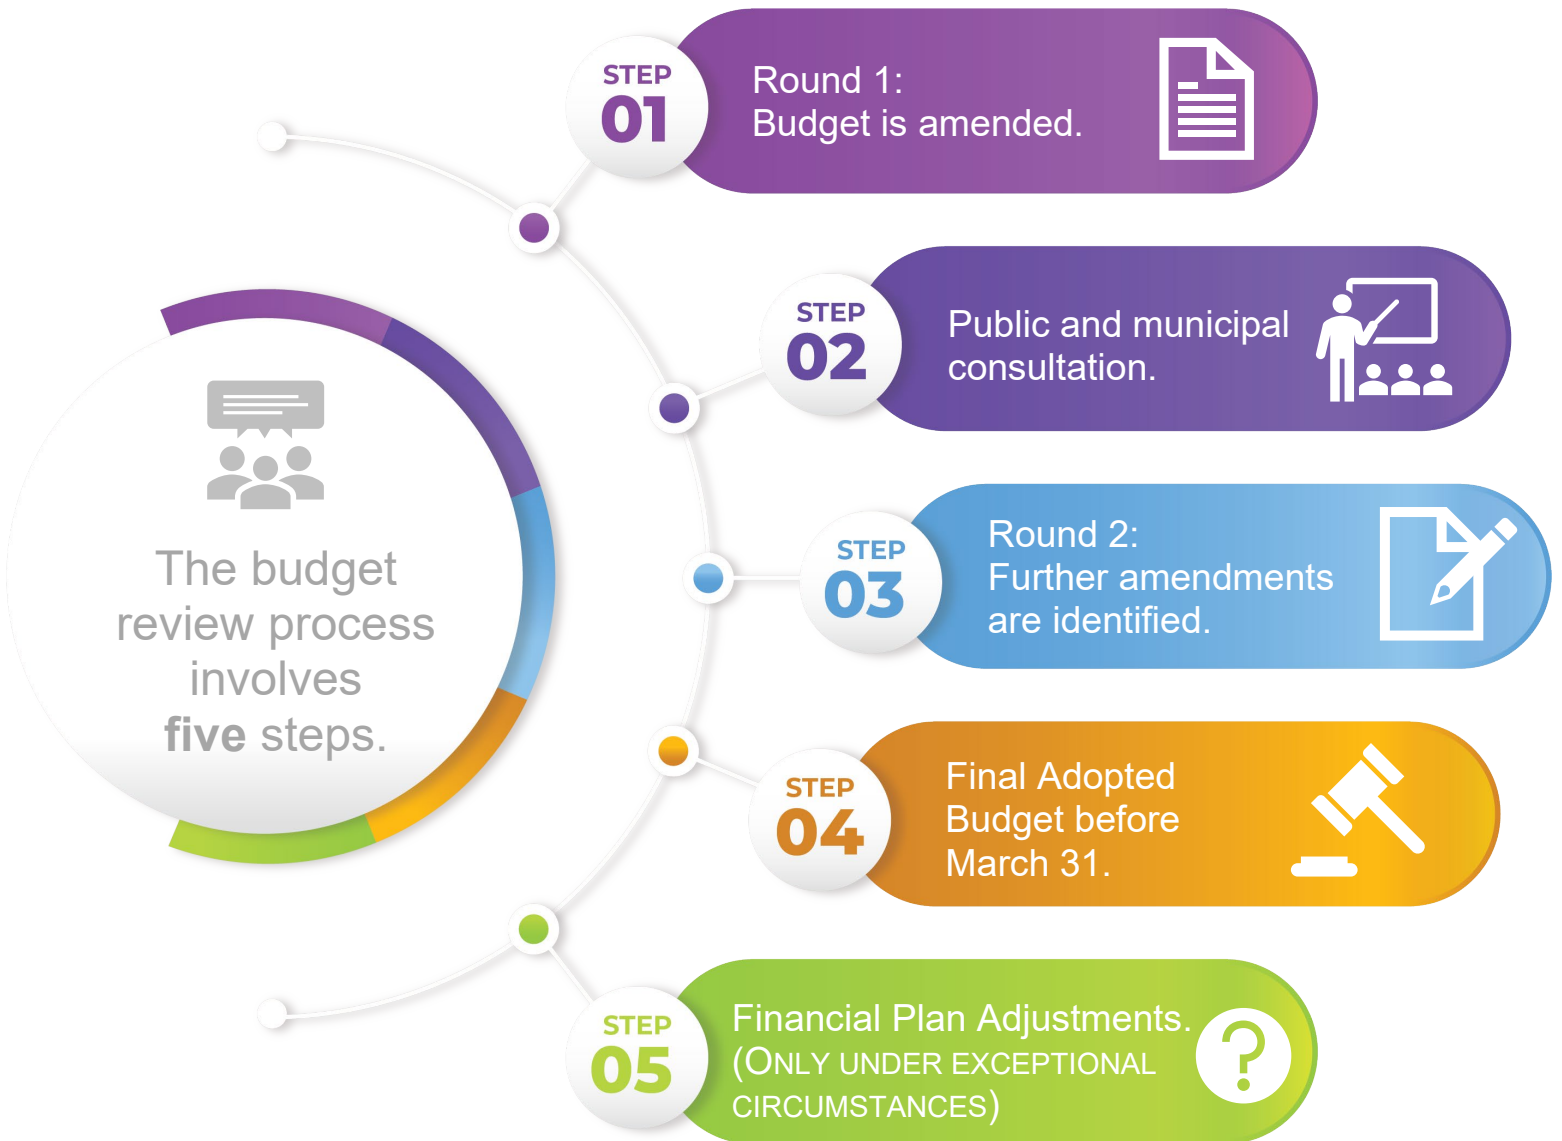 STEP
01
Round 1:
Budget is amended.
STEP
02
Public and municipal
consultation.
The budget
review process
involves
five steps.
STEP
03
Round 2:
Further amendments
are identified.
STEP
04
Final Adopted
Budget before
March 31.
STEP
05
Financial Plan Adjustments.
(ONLY UNDER EXCEPTIONAL
CIRCUMSTANCES)